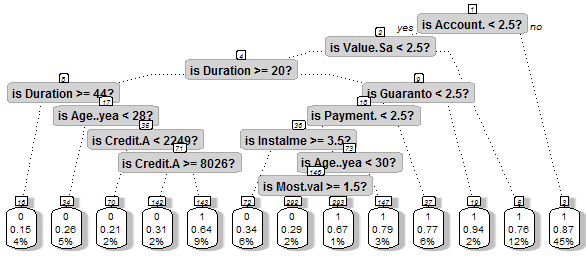 1
is Account. < 2.5?
yes
no
2
is Value.Sa < 2.5?
4
is Duration >= 20?
8
is Duration >= 44?
9
is Guaranto < 2.5?
17
is Age..yea < 28?
18
is Payment. < 2.5?
35
is Credit.A < 2249?
36
is Instalme >= 3.5?
71
is Credit.A >= 8026?
73
is Age..yea < 30?
146
is Most.val >= 1.5?
16 34 70 142 143 72 292 293 147 37 19 5 3
0 0 0 0 1 0 0 1 1 1 1 1 1
0.15 0.26 0.21 0.31 0.64 0.34 0.29 0.67 0.79 0.77 0.94 0.76 0.87
4% 5% 2% 2% 9% 6% 2% 1% 3% 6% 2% 12% 45%